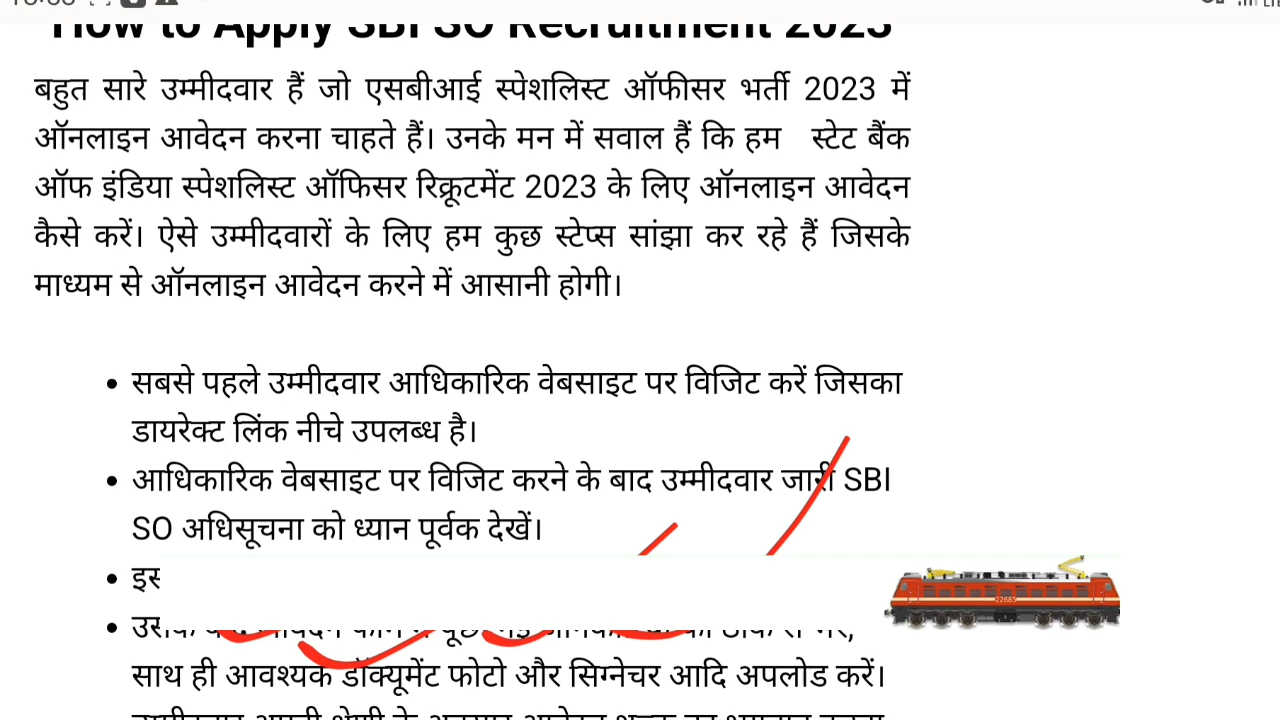 How to Apply SBI SO Recruitment 2023
बहुत सारे उम्मीदवार हैं जो एसबीआई स्पेशलिस्ट ऑफीसर भर्ती 2023 में
ऑनलाइन आवेदन करना चाहते हैं। उनके मन में सवाल हैं कि हम स्टेट बैंक
ऑफ इंडिया स्पेशलिस्ट ऑफिसर रिक्रूटमेंट 2023 के लिए ऑनलाइन आवेदन
कैसे करें। ऐसे उम्मीदवारों के लिए हम कुछ स्टेप्स सांझा कर रहे हैं जिसके
माध्यम से ऑनलाइन आवेदन करने में आसानी होगी।
सबसे पहले उम्मीदवार आधिकारिक वेबसाइट पर विजिट करें जिसका
डायरेक्ट लिंक नीचे उपलब्ध है।
आधिकारिक वेबसाइट पर विजिट करने के बाद उम्मीदवार जारी SBI
SO अधिसूचना को ध्यान पूर्वक देखें।
साथ ही आवश्यक डॉक्यूमेंट फोटो और सिग्नेचर आदि अपलोड करें।